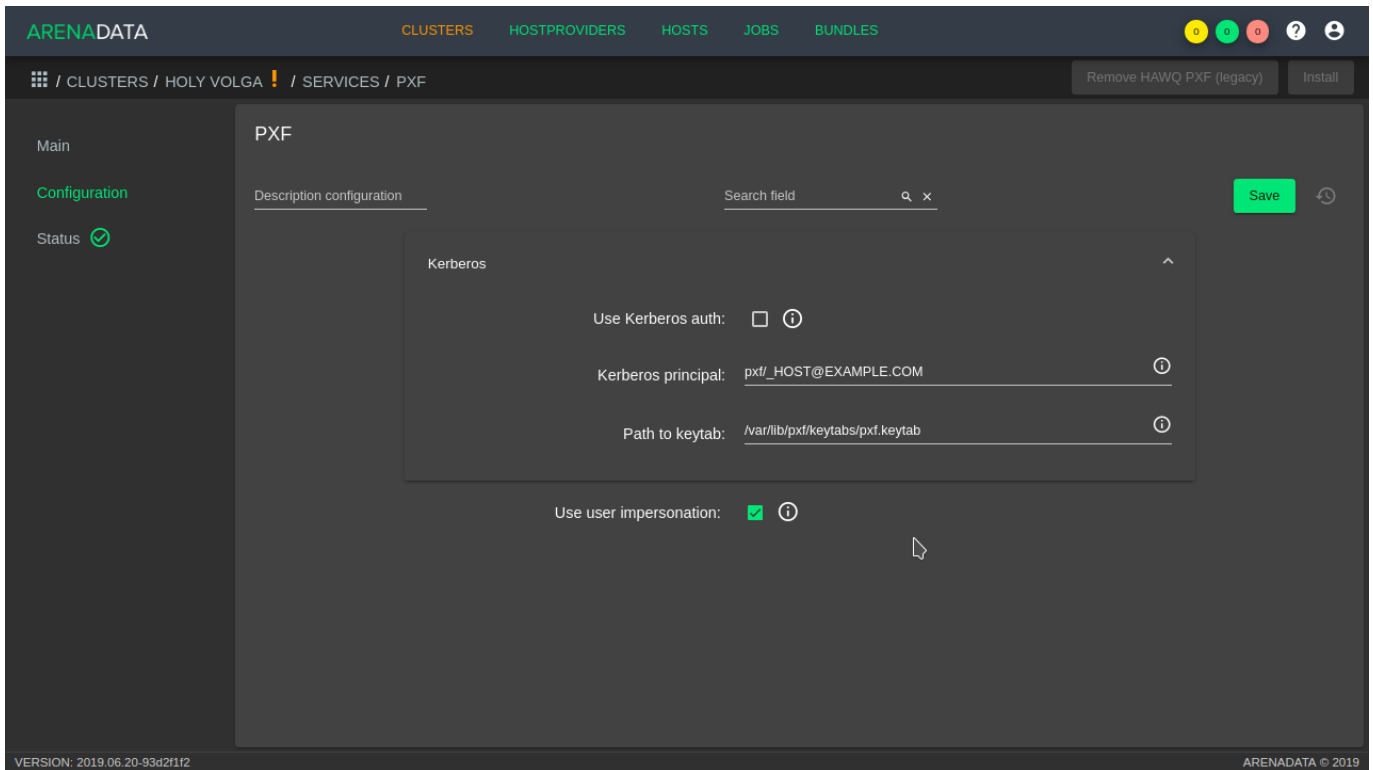 ARENADATA CLUSTERS HOSTPROVIDERS HOSTS JOBS BUNDLES 0 0 0
/ CLUSTERS / HOLY VOLGA ! / SERVICES / PXF Remove HAWQ PXF (legacy) Install
Main
Configuration
Status
PXF
Description configuration Search field Save
Kerberos
Use Kerberos auth:
Kerberos principal: pxf/_HOST@EXAMPLE.COM
Path to keytab: /var/lib/pxf/keytabs/pxf.keytab
Use user impersonation:
VERSION: 2019.06.20-93d2f1f2 ARENADATA © 2019